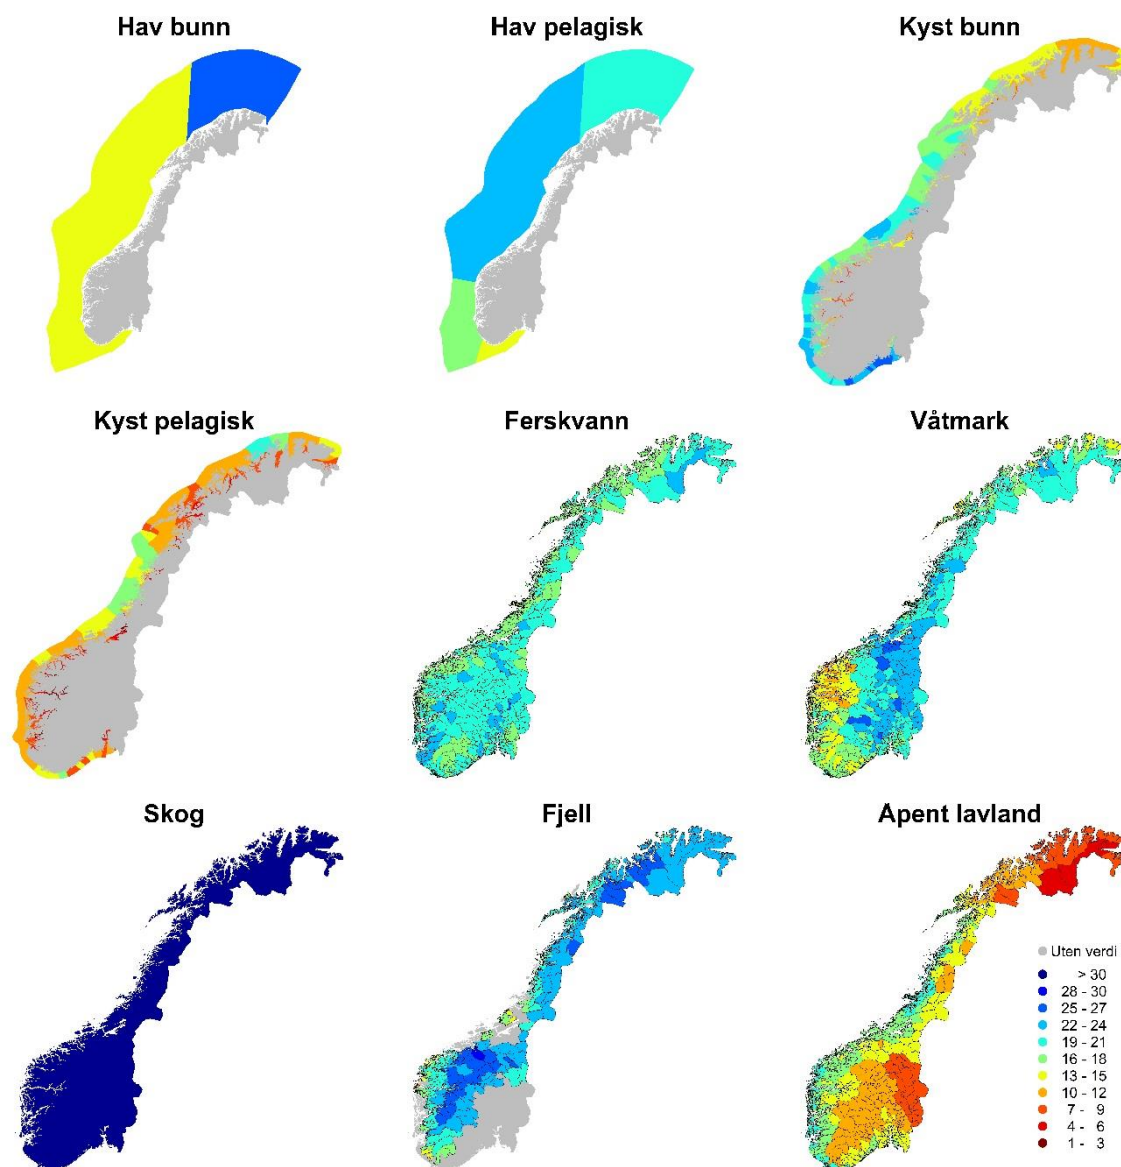 Hav bunn
Hav pelagisk
Kyst bunn
Kyst pelagisk
Ferskvann
Våtmark
Skog
Fjell
Apent lavland
Uten verdi
> 30
28 - 30
25 - 27
22 - 24
19 - 21
16 - 18
13 - 15
10 - 12
7 - 9
4 - 6
1 - 3